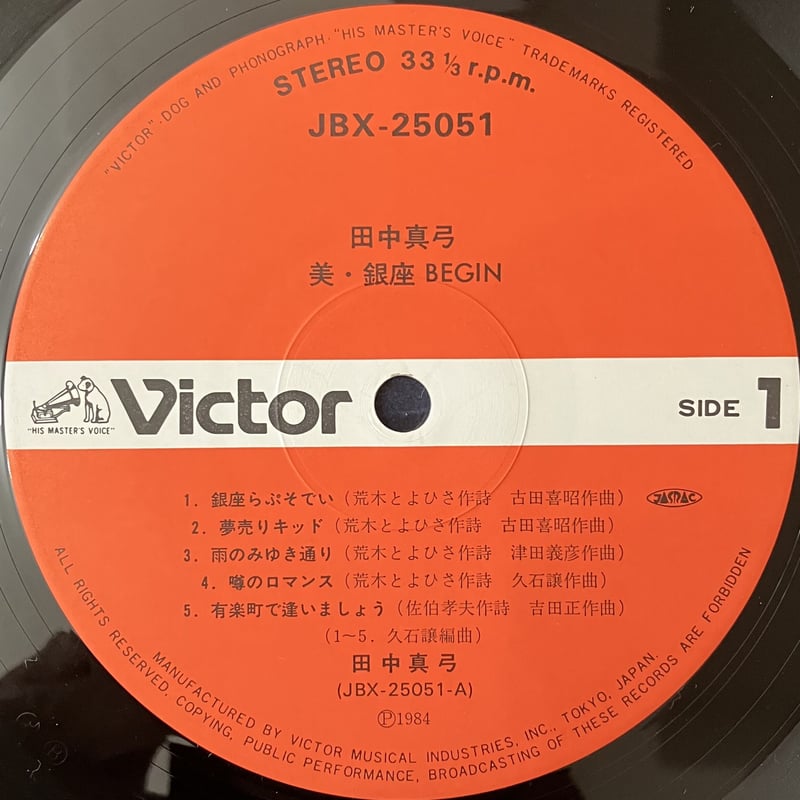 "VICTOR"-DOG AND PHONOGRAPH·"HIS MASTER'S VOICE" TRADEMARKS REGISTERED
STEREO 33 1/3 r.p.m.
JBX-25051
田中真弓
美・銀座 BEGIN
Victor
"HIS MASTER'S VOICE"
SIDE 1
1. 銀座らぷそでい（荒木とよひさ作詩 古田喜昭作曲） JASRAC
2. 夢売りキッド（荒木とよひさ作詩 古田喜昭作曲）
3. 雨のみゆき通り（荒木とよひさ作詩 津田義彦作曲）
4. 噂のロマンス（荒木とよひさ作詩 久石譲作曲）
5. 有楽町で逢いましょう（佐伯孝夫作詩 吉田正作曲）
(1〜5. 久石譲編曲)
田中真弓
(JBX-25051-A)
Ⓟ1984
ALL RIGHTS RESERVED. COPYING, PUBLIC PERFORMANCE, BROADCASTING OF THESE RECORDS ARE FORBIDDEN
MANUFACTURED BY VICTOR MUSICAL INDUSTRIES, INC., TOKYO, JAPAN.